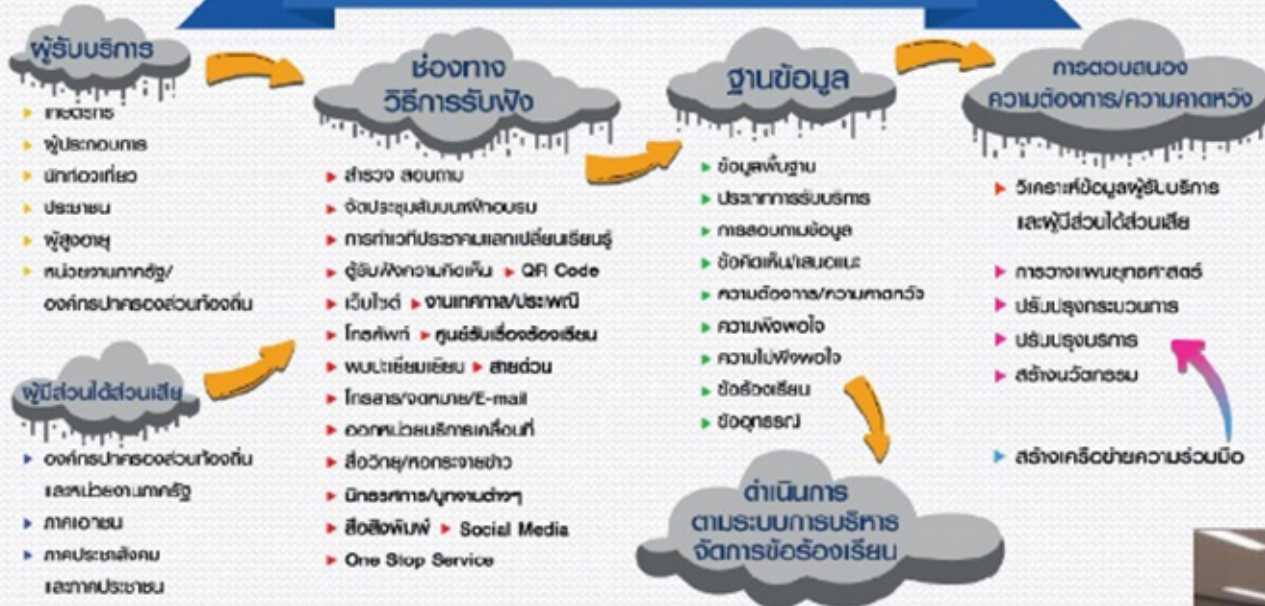 ผู้รับบริการ
เกษตรกร
ผู้ประกอบการ
นักท่องเที่ยว
ประชาชน
ผู้สูงอายุ
หน่วยงานภาครัฐ/
องค์กรปกครองส่วนท้องถิ่น
ผู้มีส่วนได้ส่วนเสีย
องค์กรปกครองส่วนท้องถิ่น
และหน่วยงานภาครัฐ
ภาคเอกชน
ภาคประชาสังคม
และภาคประชาชน
ช่องทาง
วิธีการรับฟัง
สำรวจ สอบถาม
จัดประชุมสัมมนา/ฝึกอบรม
การทำเวทีประชาคมแลกเปลี่ยนเรียนรู้
ตู้รับฟังความคิดเห็น QR Code
เว็บไซต์ งานเทศกาล/ประเพณี
โทรศัพท์ ศูนย์รับเรื่องร้องเรียน
พบปะเยี่ยมเยียน สายด่วน
โทรสาร/จดหมาย/E-mail
ออกหน่วยบริการเคลื่อนที่
สื่อวิทยุ/หอกระจายข่าว
นิทรรศการ/บูทงานต่างๆ
สื่อสิ่งพิมพ์ Social Media
One Stop Service
ฐานข้อมูล
ข้อมูลพื้นฐาน
ประเภทการรับบริการ
การสอบถามข้อมูล
ข้อคิดเห็น/เสนอแนะ
ความต้องการ/ความคาดหวัง
ความพึงพอใจ
ความไม่พึงพอใจ
ข้อร้องเรียน
ข้ออุทธรณ์
ดำเนินการ
ตามระบบการบริหาร
จัดการข้อร้องเรียน
การตอบสนอง
ความต้องการ/ความคาดหวัง
วิเคราะห์ข้อมูลผู้รับบริการ
และผู้มีส่วนได้ส่วนเสีย
การวางแผนยุทธศาสตร์
ปรับปรุงกระบวนการ
ปรับปรุงบริการ
สร้างนวัตกรรม
สร้างเครือข่ายความร่วมมือ